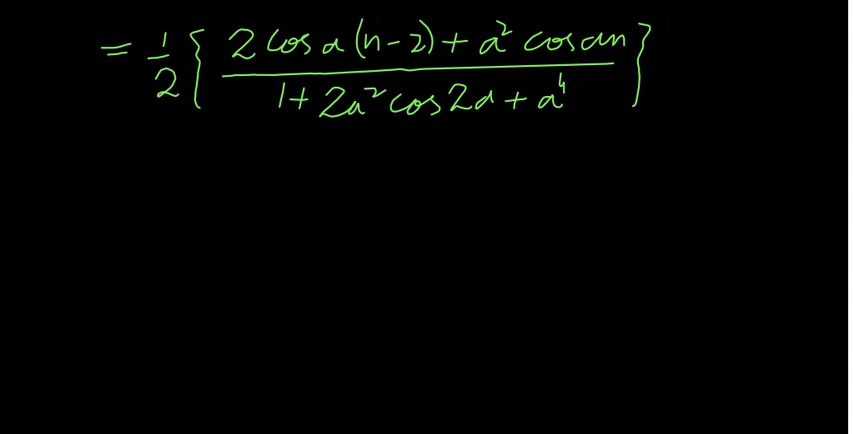 = 1/2 { (2 cos a(n-2) + a² cos an) / (1 + 2a² cos 2a + a⁴) }